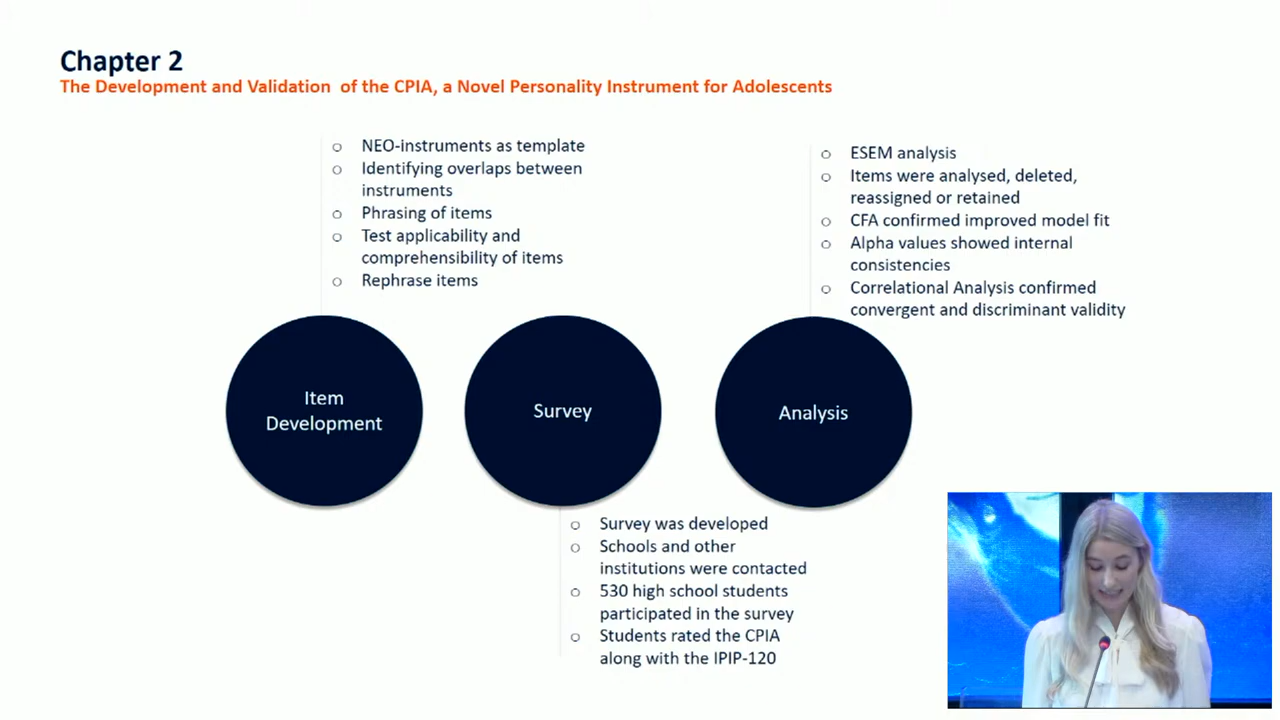 Chapter 2
The Development and Validation of the CPIA, a Novel Personality Instrument for Adolescents
NEO-instruments as template
Identifying overlaps between
instruments
Phrasing of items
Test applicability and
comprehensibility of items
Rephrase items
ESEM analysis
Items were analysed, deleted,
reassigned or retained
CFA confirmed improved model fit
Alpha values showed internal
consistencies
Correlational Analysis confirmed
convergent and discriminant validity
Item
Development
Survey
Analysis
Survey was developed
Schools and other
institutions were contacted
530 high school students
participated in the survey
Students rated the CPIA
along with the IPIP-120